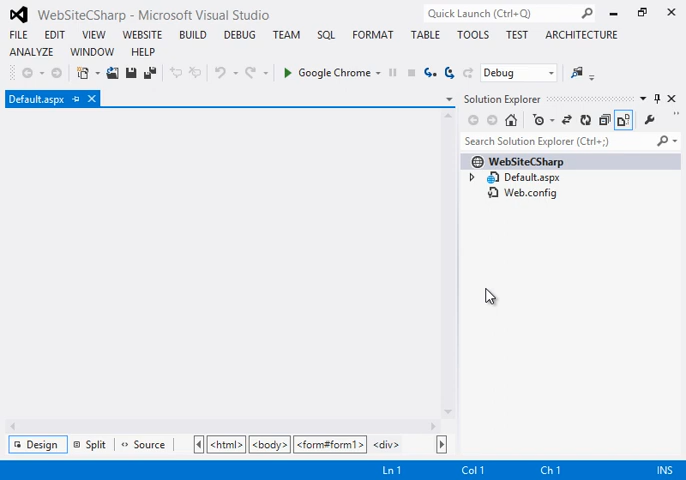 WebSiteCSharp - Microsoft Visual Studio
Quick Launch (Ctrl+Q)
FILE EDIT VIEW WEBSITE BUILD DEBUG TEAM SQL FORMAT TABLE TOOLS TEST ARCHITECTURE
ANALYZE WINDOW HELP
Google Chrome Debug
Default.aspx
Solution Explorer
Search Solution Explorer (Ctrl+;)
WebSiteCSharp
Default.aspx
Web.config
Design Split Source <html> <body> <form#form1> <div>
Ln 1 Col 1 Ch 1 INS